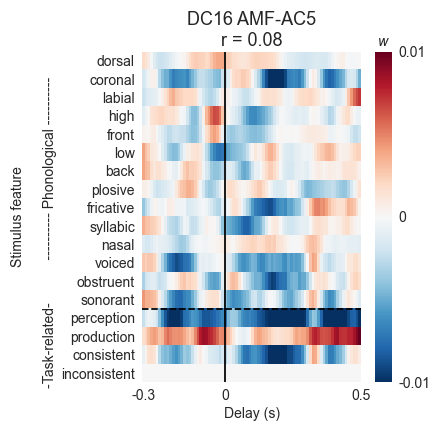 DC16 AMF-AC5
r = 0.08
w
Stimulus feature
---------- Phonological ----------
-Task-related-
dorsal
coronal
labial
high
front
low
back
plosive
fricative
syllabic
nasal
voiced
obstruent
sonorant
perception
production
consistent
inconsistent
0.01
0
-0.01
-0.3
0
0.5
Delay (s)